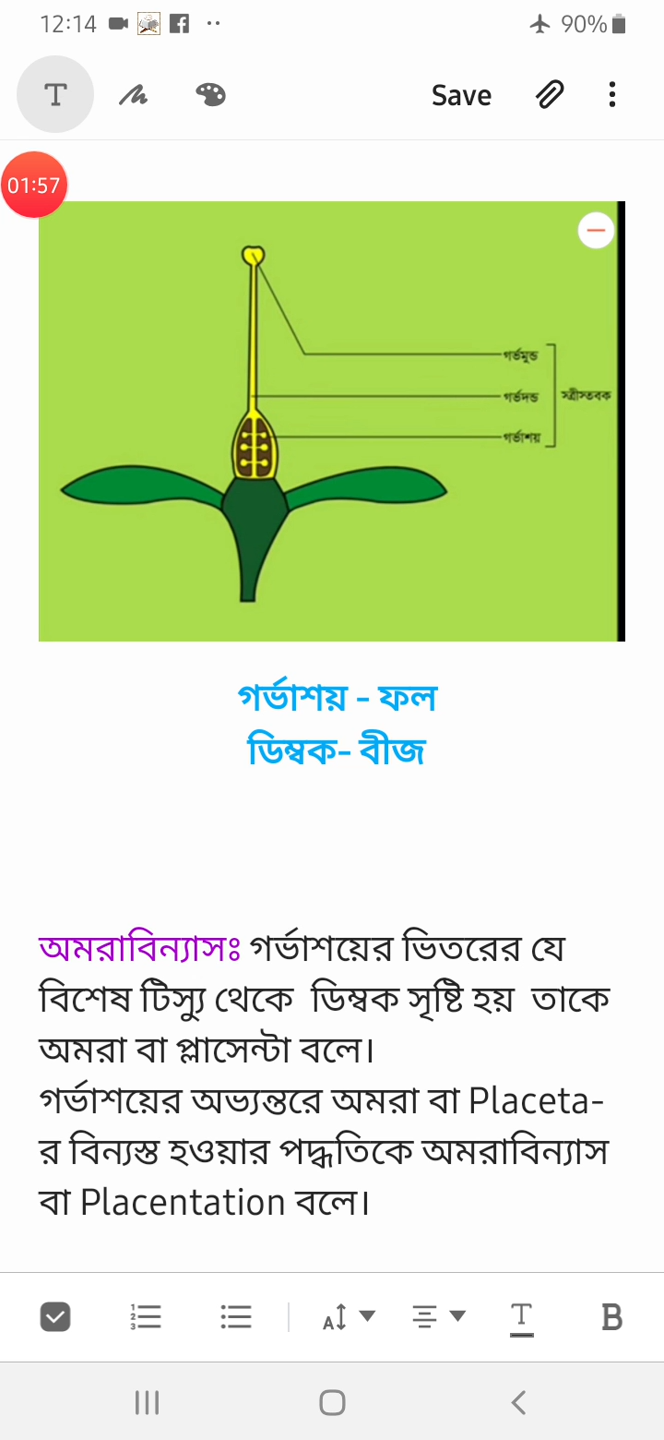 12:14
90%
Save
01:57
গর্ভমুন্ড
গর্ভদন্ড
স্ত্রীস্তবক
গর্ভাশয়
গর্ভাশয় - ফল
ডিম্বক- বীজ
অমরাবিন্যাসঃ গর্ভাশয়ের ভিতরের যে
বিশেষ টিস্যু থেকে ডিম্বক সৃষ্টি হয় তাকে
অমরা বা প্লাসেন্টা বলে।
গর্ভাশয়ের অভ্যন্তরে অমরা বা Placeta-
র বিন্যস্ত হওয়ার পদ্ধতিকে অমরাবিন্যাস
বা Placentation বলে।